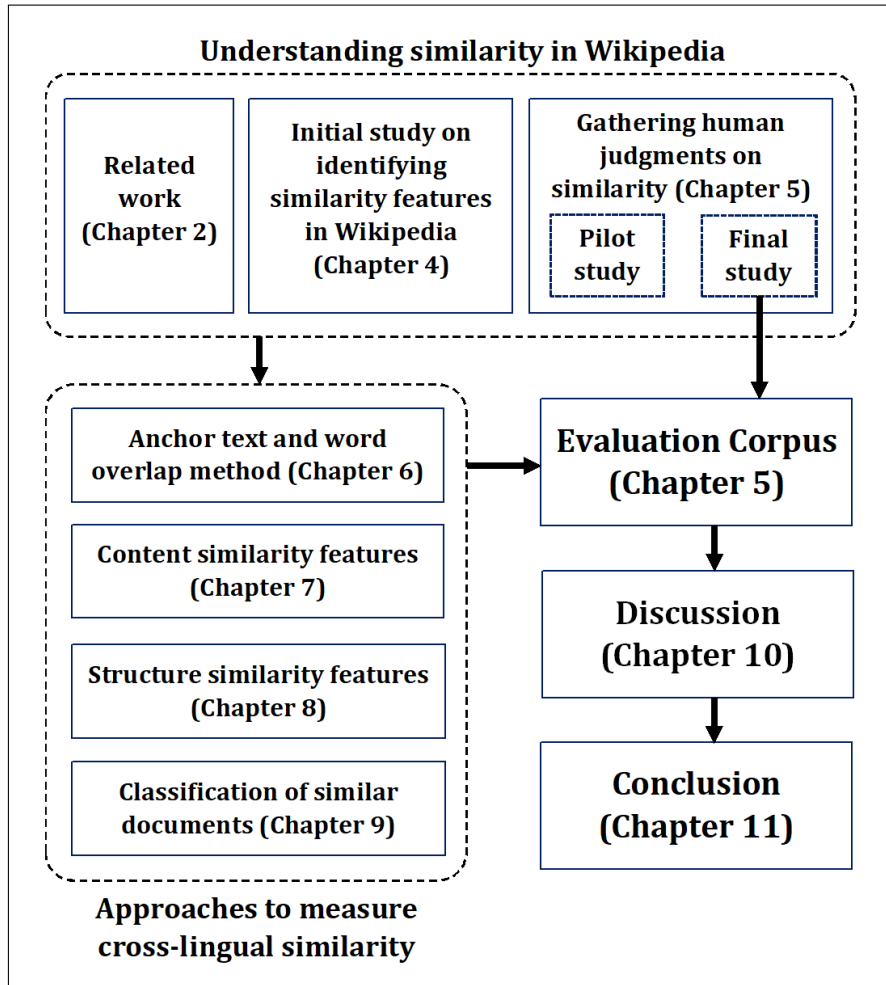 Understanding similarity in Wikipedia
Related
work
(Chapter 2)
Initial study on
identifying
similarity features
in Wikipedia
(Chapter 4)
Gathering human
judgments on
similarity (Chapter 5)
Pilot
study
Final
study
Anchor text and word
overlap method (Chapter 6)
Content similarity features
(Chapter 7)
Structure similarity features
(Chapter 8)
Classification of similar
documents (Chapter 9)
Approaches to measure
cross-lingual similarity
Evaluation Corpus
(Chapter 5)
Discussion
(Chapter 10)
Conclusion
(Chapter 11)